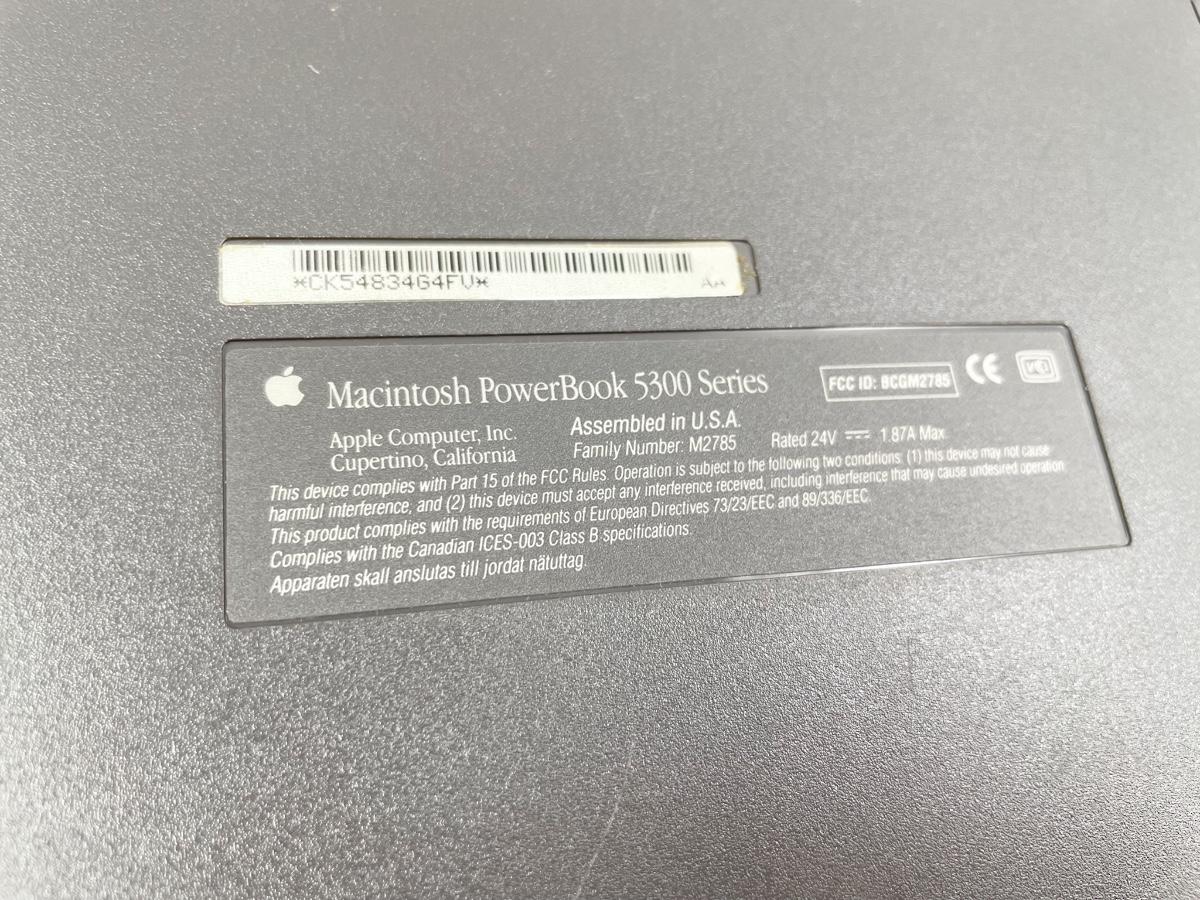 *CK54834G4FV*
AA
Macintosh PowerBook 5300 Series
FCC ID: BCGM2785
CE
VCI
Apple Computer, Inc.
Cupertino, California
Assembled in U.S.A.
Family Number: M2785
Rated 24V ⎓ 1.87A Max.
This device complies with Part 15 of the FCC Rules. Operation is subject to the following two conditions: (1) this device may not cause
harmful interference, and (2) this device must accept any interference received, including interference that may cause undesired operation.
This product complies with the requirements of European Directives 73/23/EEC and 89/336/EEC.
Complies with the Canadian ICES-003 Class B specifications.
Apparaten skall anslutas till jordat nätuttag.